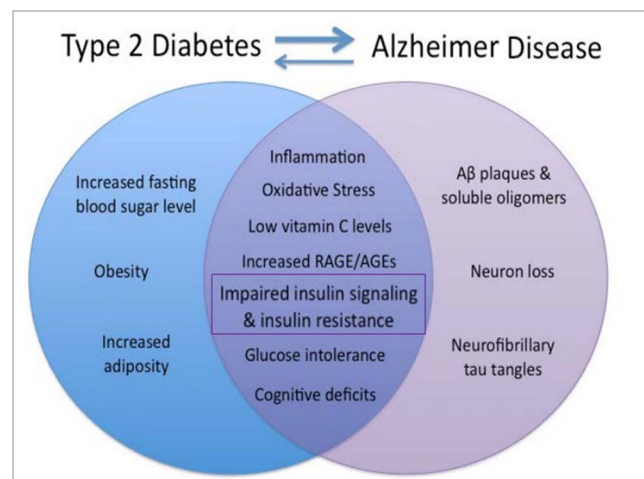 Type 2 Diabetes Alzheimer Disease
Increased fasting
blood sugar level
Obesity
Increased
adiposity
Inflammation
Oxidative Stress
Low vitamin C levels
Increased RAGE/AGEs
Impaired insulin signaling
& insulin resistance
Glucose intolerance
Cognitive deficits
Aβ plaques &
soluble oligomers
Neuron loss
Neurofibrillary
tau tangles